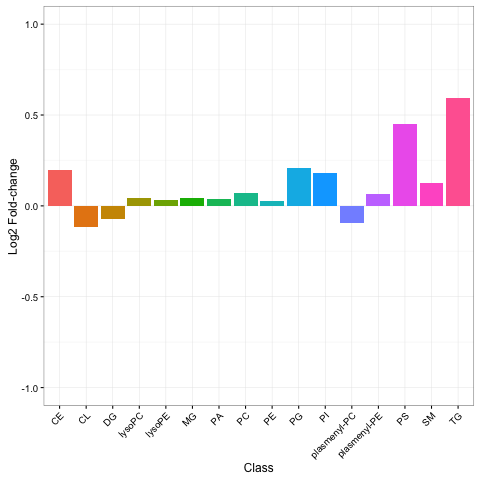 1.0
0.5
0.0
-0.5
-1.0
Log2 Fold-change
CE
CL
DG
lysoPC
lysoPE
MG
PA
PC
PE
PG
PI
plasmenyl-PC
plasmenyl-PE
PS
SM
TG
Class